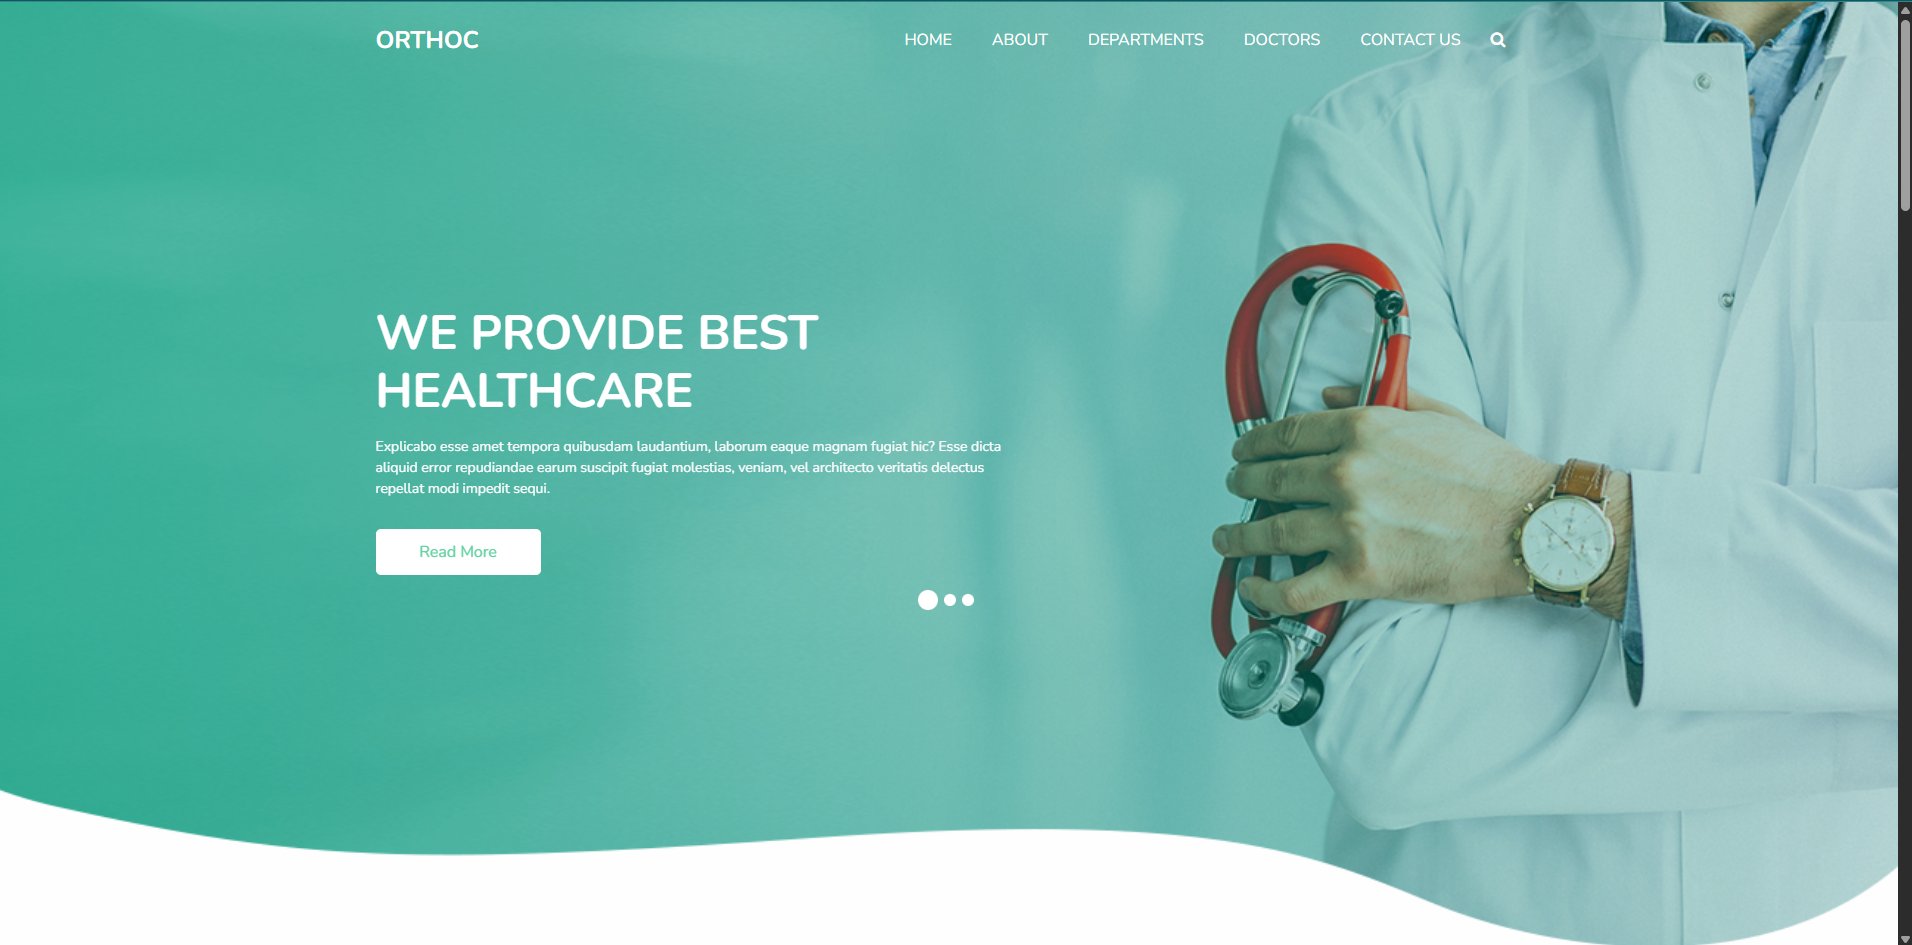 ORTHOC
HOME ABOUT DEPARTMENTS DOCTORS CONTACT US
WE PROVIDE BEST
HEALTHCARE
Explicabo esse amet tempora quibusdam laudantium, laborum eaque magnam fugiat hic? Esse dicta
aliquid error repudiandae earum suscipit fugiat molestias, veniam, vel architecto veritatis delectus
repellat modi impedit sequi.
Read More